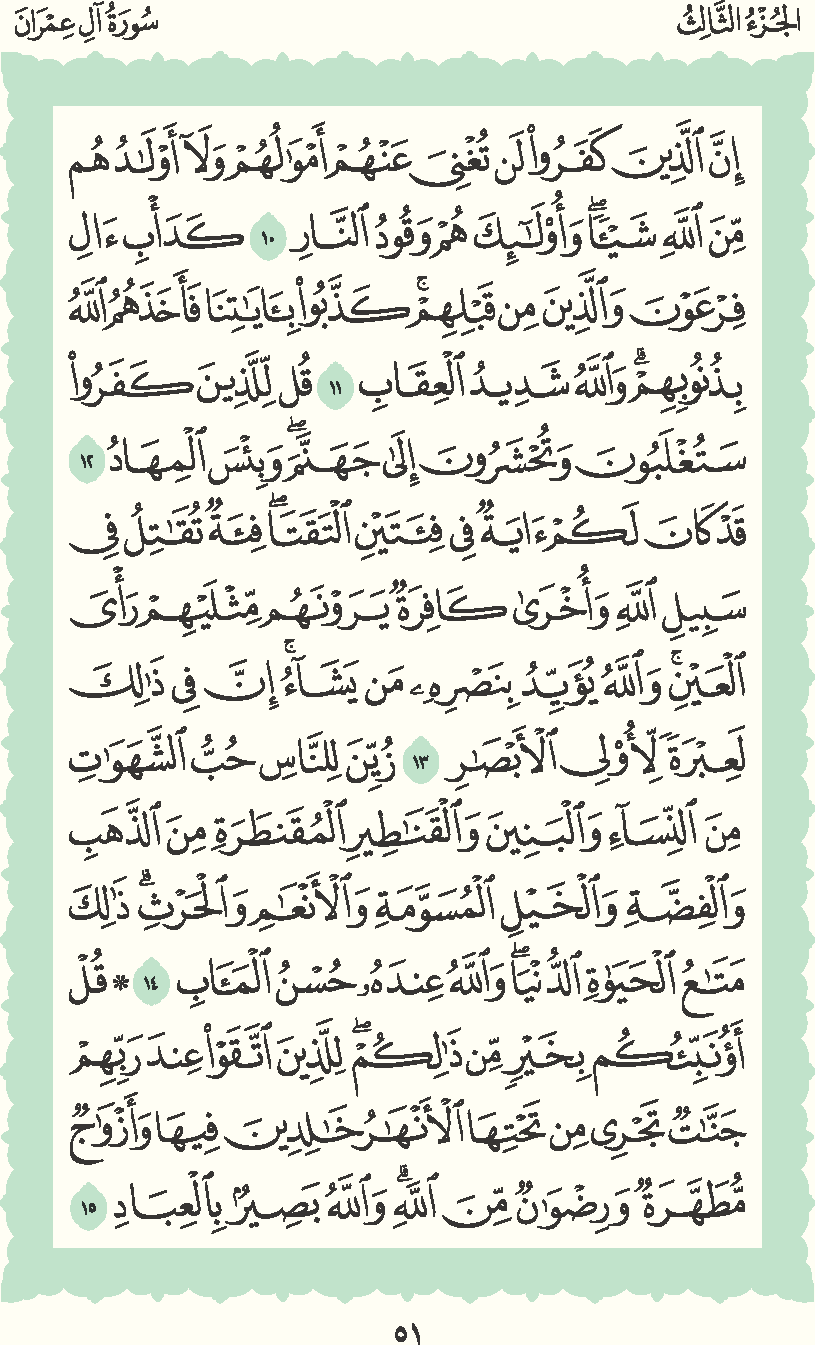 الجُزْءُ الثَّالِثُ
سُورَةُ آلِ عِمْرَانَ
إِنَّ ٱلَّذِينَ كَفَرُوا۟ لَن تُغْنِىَ عَنْهُمْ أَمْوَٰلُهُمْ وَلَآ أَوْلَـٰدُهُم
مِّنَ ٱللَّهِ شَيْـًٔا ۖ وَأُو۟لَـٰٓئِكَ هُمْ وَقُودُ ٱلنَّارِ ١٠ كَدَأْبِ ءَالِ
فِرْعَوْنَ وَٱلَّذِينَ مِن قَبْلِهِمْ ۚ كَذَّبُوا۟ بِـَٔايَـٰتِنَا فَأَخَذَهُمُ ٱللَّهُ
بِذُنُوبِهِمْ ۗ وَٱللَّهُ شَدِيدُ ٱلْعِقَابِ ١١ قُل لِّلَّذِينَ كَفَرُوا۟
سَتُغْلَبُونَ وَتُحْشَرُونَ إِلَىٰ جَهَنَّمَ ۖ وَبِئْسَ ٱلْمِهَادُ ١٢
قَدْ كَانَ لَكُمْ ءَايَةٌ فِى فِئَتَيْنِ ٱلْتَقَتَا ۖ فِئَةٌ تُقَـٰتِلُ فِى
سَبِيلِ ٱللَّهِ وَأُخْرَىٰ كَافِرَةٌ يَرَوْنَهُم مِّثْلَيْهِمْ رَأْىَ
ٱلْعَيْنِ ۚ وَٱللَّهُ يُؤَيِّدُ بِنَصْرِهِۦ مَن يَشَآءُ ۚ إِنَّ فِى ذَٰلِكَ
لَعِبْرَةً لِّأُو۟لِى ٱلْأَبْصَـٰرِ ١٣ زُيِّنَ لِلنَّاسِ حُبُّ ٱلشَّهَوَٰتِ
مِنَ ٱلنِّسَآءِ وَٱلْبَنِينَ وَٱلْقَنَـٰطِيرِ ٱلْمُقَنطَرَةِ مِنَ ٱلذَّهَبِ
وَٱلْفِضَّةِ وَٱلْخَيْلِ ٱلْمُسَوَّمَةِ وَٱلْأَنْعَـٰمِ وَٱلْحَرْثِ ۗ ذَٰلِكَ
مَتَـٰعُ ٱلْحَيَوٰةِ ٱلدُّنْيَا ۖ وَٱللَّهُ عِندَهُۥ حُسْنُ ٱلْمَـَٔابِ ١٤ * قُلْ
أَؤُنَبِّئُكُم بِخَيْرٍ مِّن ذَٰلِكُمْ ۖ لِلَّذِينَ ٱتَّقَوْا۟ عِندَ رَبِّهِمْ
جَنَّـٰتٌ تَجْرِى مِن تَحْتِهَا ٱلْأَنْهَـٰرُ خَـٰلِدِينَ فِيهَا وَأَزْوَٰجٌ
مُّطَهَّرَةٌ وَرِضْوَٰنٌ مِّنَ ٱللَّهِ ۗ وَٱللَّهُ بَصِيرٌۢ بِٱلْعِبَادِ ١٥
٥١